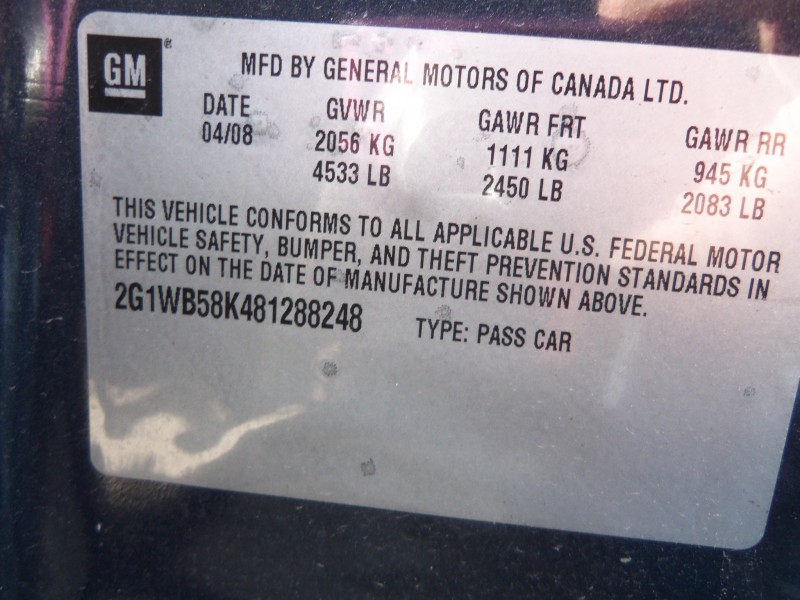 GM
MFD BY GENERAL MOTORS OF CANADA LTD.
DATE GVWR GAWR FRT GAWR RR
04/08 2056 KG 1111 KG 945 KG
4533 LB 2450 LB 2083 LB
THIS VEHICLE CONFORMS TO ALL APPLICABLE U.S. FEDERAL MOTOR
VEHICLE SAFETY, BUMPER, AND THEFT PREVENTION STANDARDS IN
EFFECT ON THE DATE OF MANUFACTURE SHOWN ABOVE.
2G1WB58K481288248 TYPE: PASS CAR